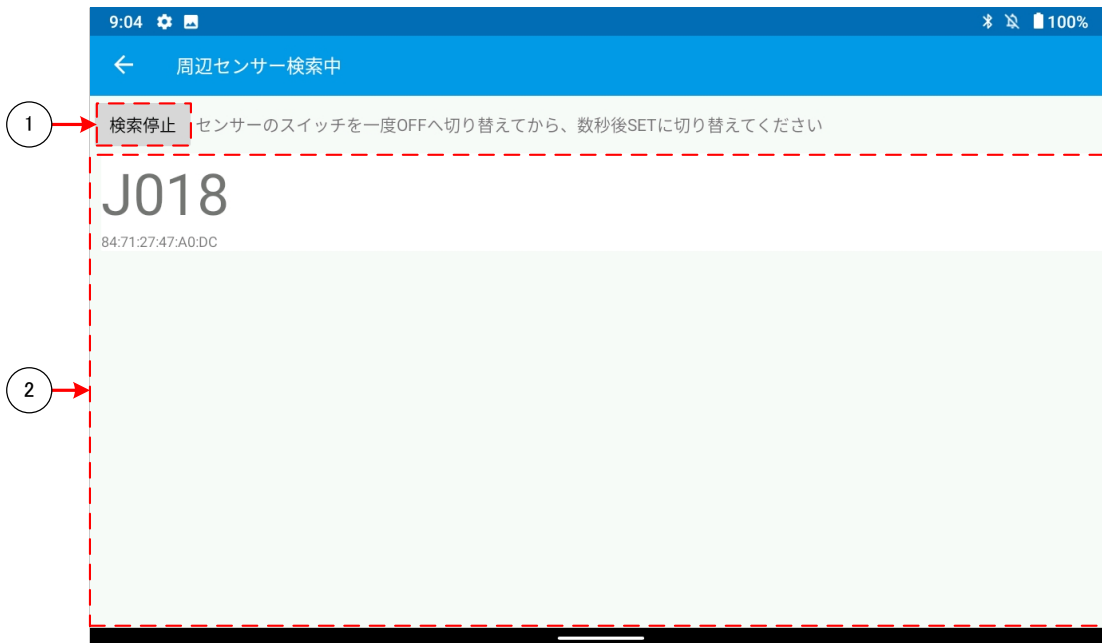 9:04
100%
周辺センサー検索中
1
検索停止
センサーのスイッチを一度OFFへ切り替えてから、数秒後SETに切り替えてください
J018
84:71:27:47:A0:DC
2